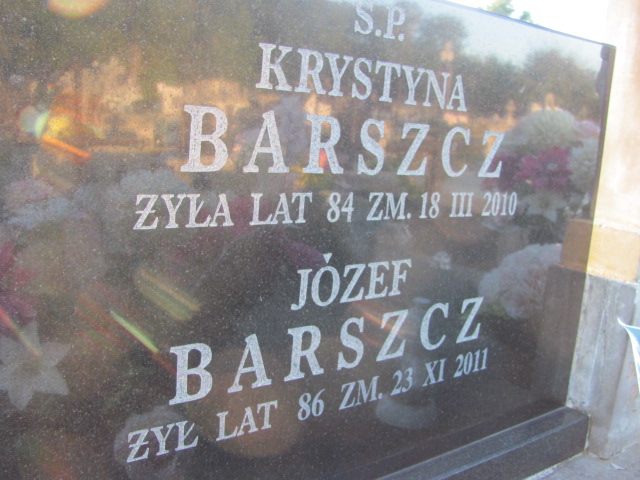 Ś.P.
KRYSTYNA
BARSZCZ
ŻYŁA LAT 84 ZM. 18 III 2010
JÓZEF
BARSZCZ
ŻYŁ LAT 86 ZM. 23 XI 2011